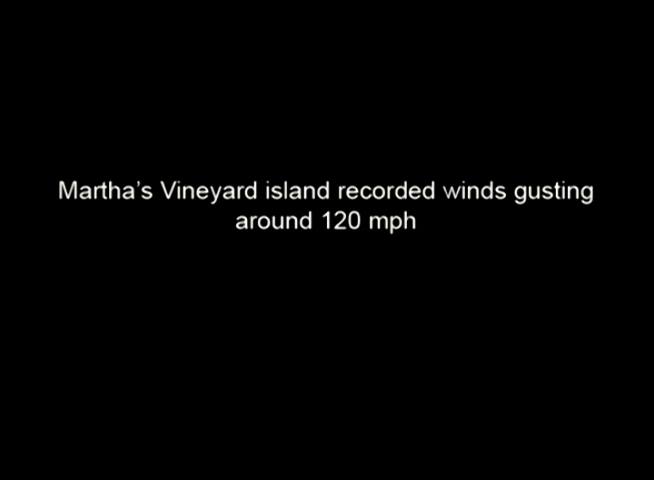 Martha’s Vineyard island recorded winds gusting
around 120 mph